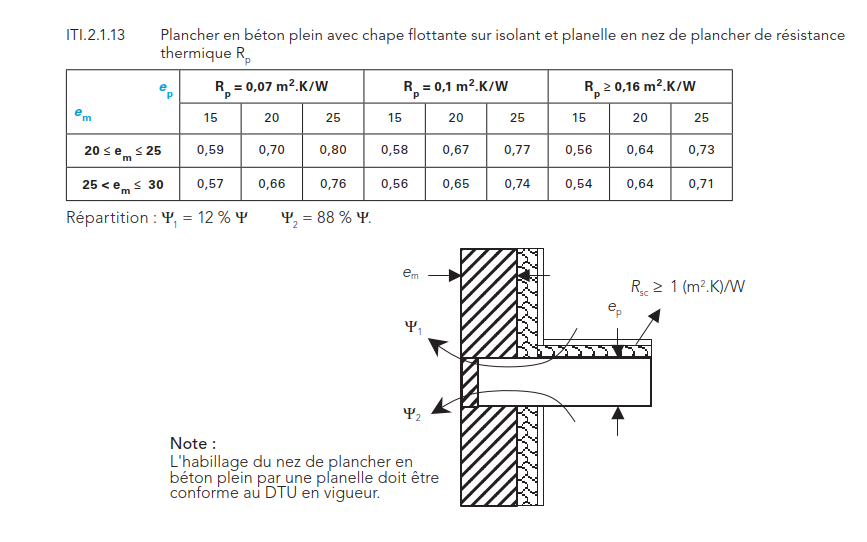 ITI.2.1.13 Plancher en béton plein avec chape flottante sur isolant et planelle en nez de plancher de résistance
thermique Rp
ep Rp = 0,07 m².K/W Rp = 0,1 m².K/W Rp ≥ 0,16 m².K/W
em 15 20 25 15 20 25 15 20 25
20 ≤ em ≤ 25 0,59 0,70 0,80 0,58 0,67 0,77 0,56 0,64 0,73
25 < em ≤ 30 0,57 0,66 0,76 0,56 0,65 0,74 0,54 0,64 0,71
Répartition : Ψ1 = 12 % Ψ Ψ2 = 88 % Ψ.
em
Rsc ≥ 1 (m².K)/W
ep
Ψ1
Ψ2
Note :
L'habillage du nez de plancher en
béton plein par une planelle doit être
conforme au DTU en vigueur.